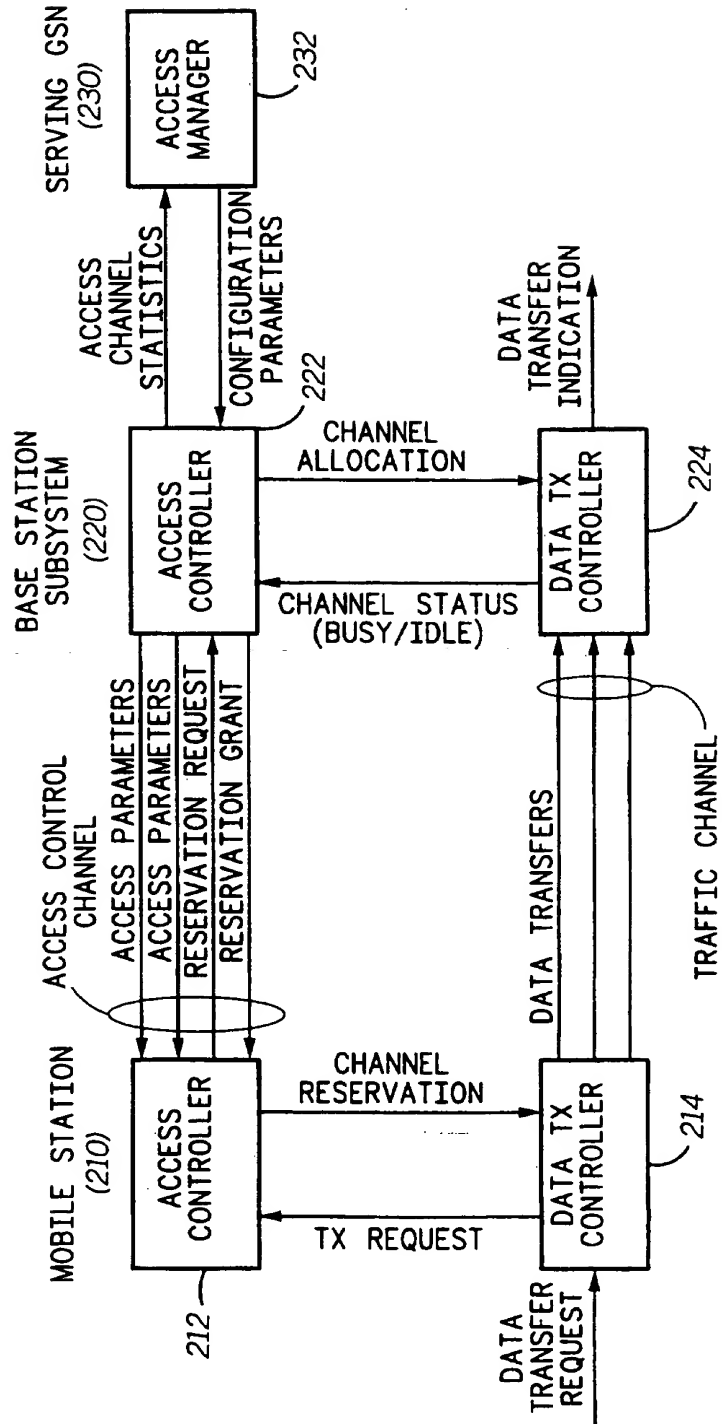 MOBILE STATION
(210)
BASE STATION
SUBSYSTEM
(220)
SERVING GSN
(230)
ACCESS CONTROL
CHANNEL
ACCESS
CONTROLLER
212
ACCESS PARAMETERS
ACCESS PARAMETERS
RESERVATION REQUEST
RESERVATION GRANT
ACCESS
CONTROLLER
222
ACCESS
CHANNEL
STATISTICS
CONFIGURATION
PARAMETERS
ACCESS
MANAGER
232
TX REQUEST
CHANNEL
RESERVATION
CHANNEL STATUS
(BUSY/IDLE)
CHANNEL
ALLOCATION
DATA
TRANSFER
REQUEST
DATA TX
CONTROLLER
214
DATA TRANSFERS
TRAFFIC CHANNEL
DATA TX
CONTROLLER
224
DATA
TRANSFER
INDICATION